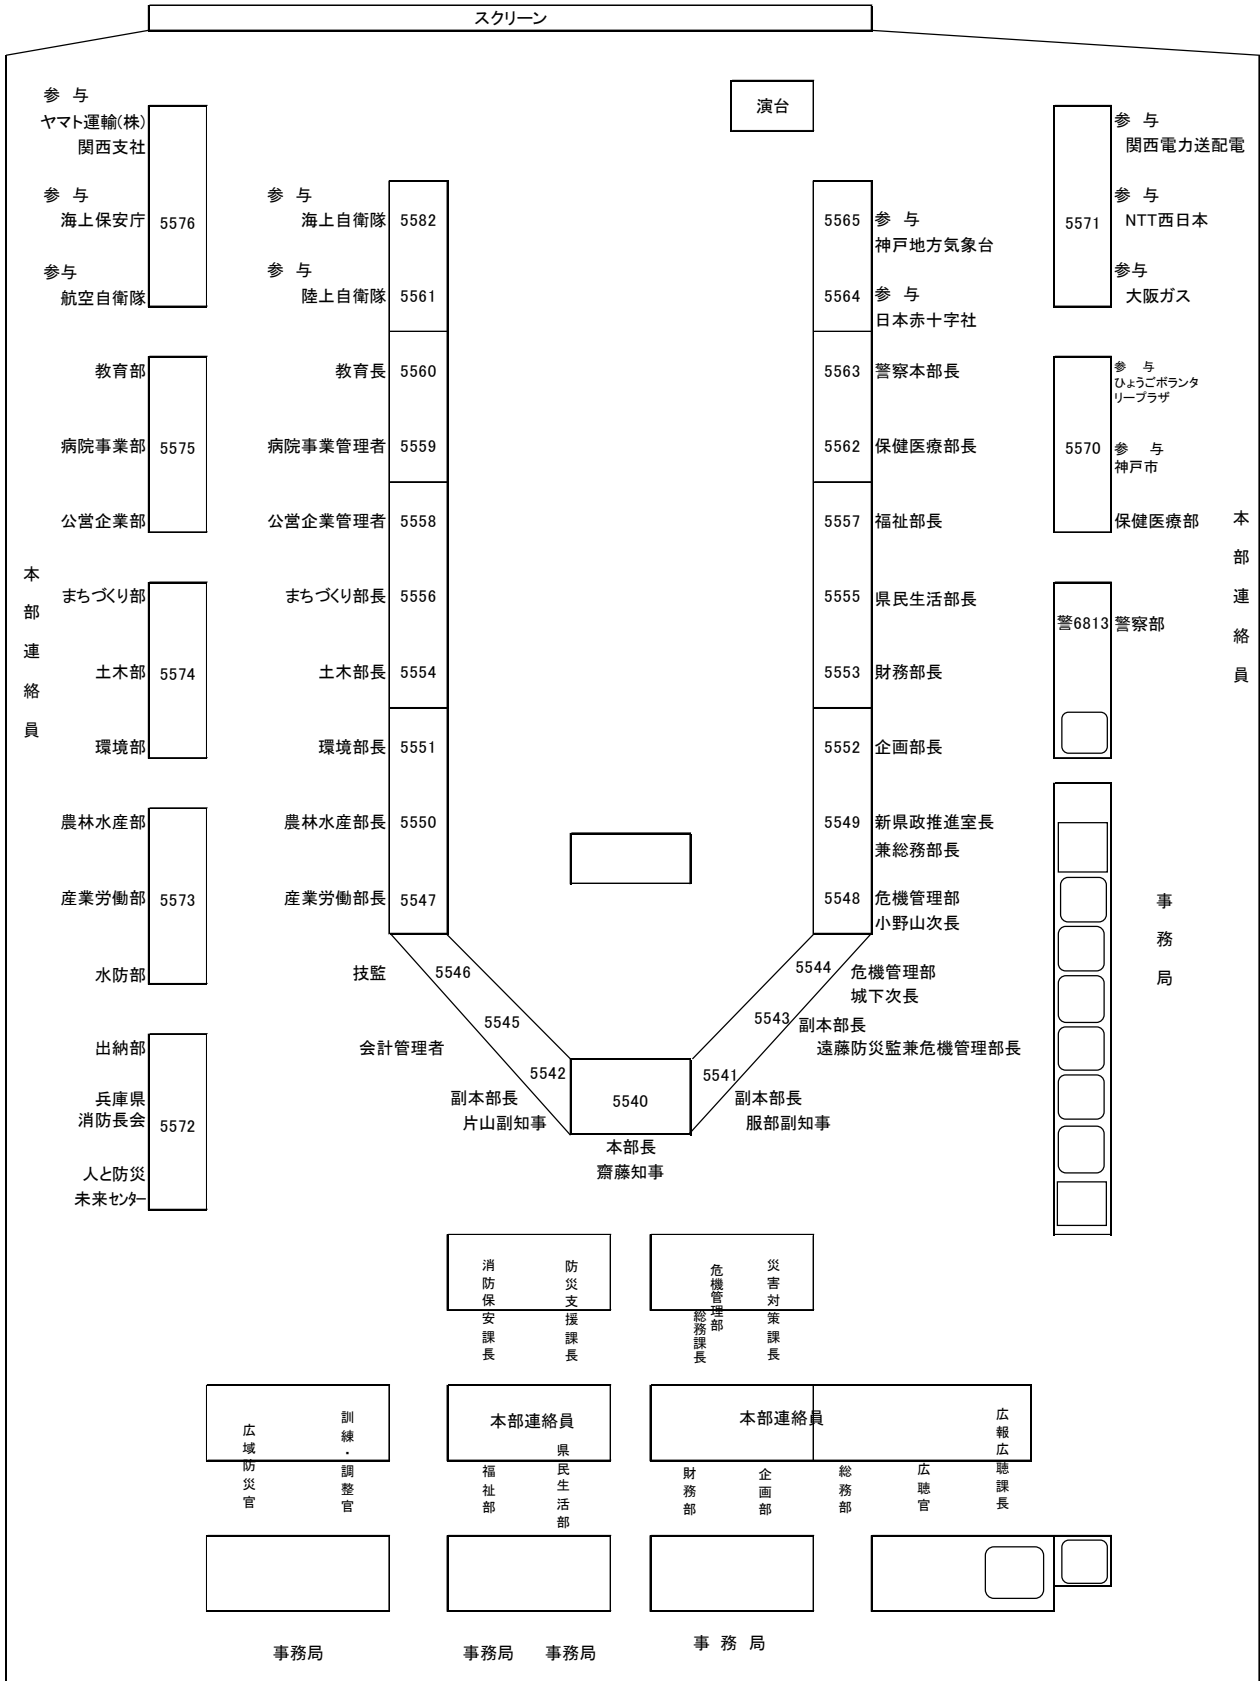 スクリーン
演台
参 与
ヤマト運輸(株)
関西支社
参 与
海上保安庁
5576
参与
航空自衛隊
教育部
病院事業部
5575
公営企業部
本部連絡員
まちづくり部
土木部
5574
環境部
農林水産部
産業労働部
5573
水防部
出納部
兵庫県
消防長会
5572
人と防災
未来センター
参 与
海上自衛隊
5582
参 与
陸上自衛隊
5561
教育長
5560
病院事業管理者
5559
公営企業管理者
5558
まちづくり部長
5556
土木部長
5554
環境部長
5551
農林水産部長
5550
産業労働部長
5547
技監
5546
会計管理者
5545
5542
副本部長
片山副知事
5540
本部長
齋藤知事
5565
参 与
神戸地方気象台
5564
参 与
日本赤十字社
5563
警察本部長
5562
保健医療部長
5557
福祉部長
5555
県民生活部長
5553
財務部長
5552
企画部長
5549
新県政推進室長
兼総務部長
5548
危機管理部
小野山次長
5544
危機管理部
城下次長
5543
副本部長
遠藤防災監兼危機管理部長
5541
副本部長
服部副知事
参 与
関西電力送配電
参 与
5571
NTT西日本
参与
大阪ガス
参 与
ひょうごボランタ
リープラザ
5570
参 与
神戸市
保健医療部
本部連絡員
警6813
警察部
事務局
消防保安課長
防災支援課長
危機管理部
総務課長
災害対策課長
広域防災官
訓練・調整官
本部連絡員
福祉部
県民生活部
本部連絡員
財務部
企画部
総務部
広聴官
広報広聴課長
事務局
事務局
事務局
事 務 局